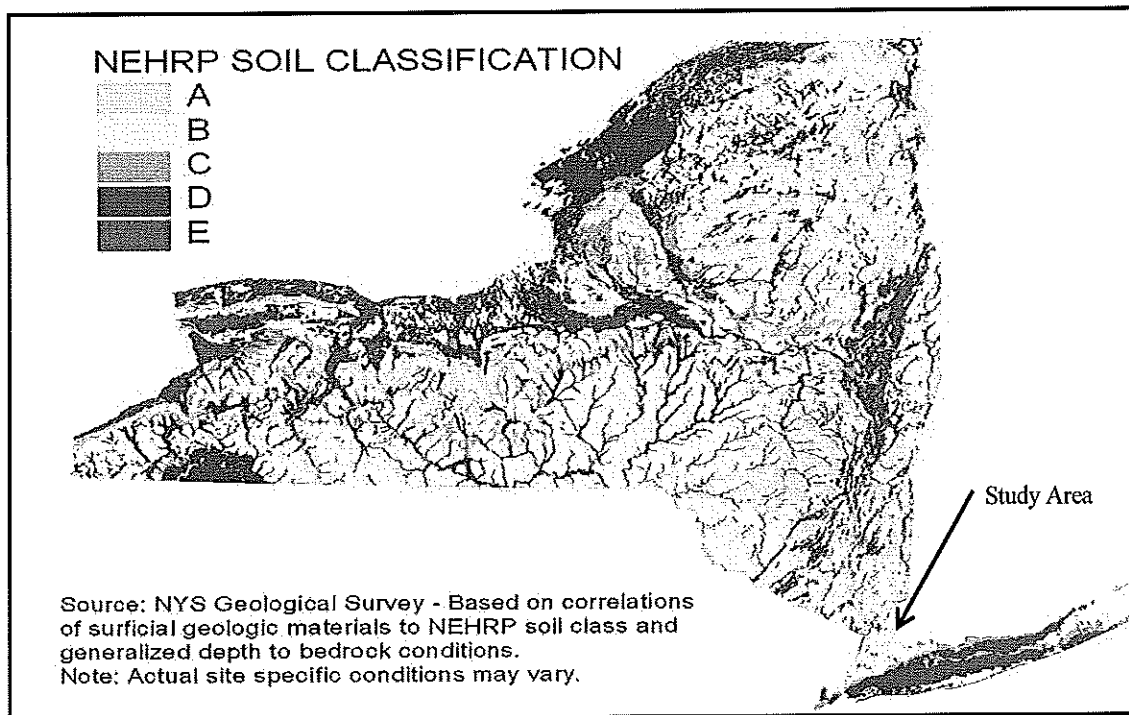 NEHRP SOIL CLASSIFICATION
A
B
C
D
E
Study Area
Source: NYS Geological Survey - Based on correlations
of surficial geologic materials to NEHRP soil class and
generalized depth to bedrock conditions.
Note: Actual site specific conditions may vary.